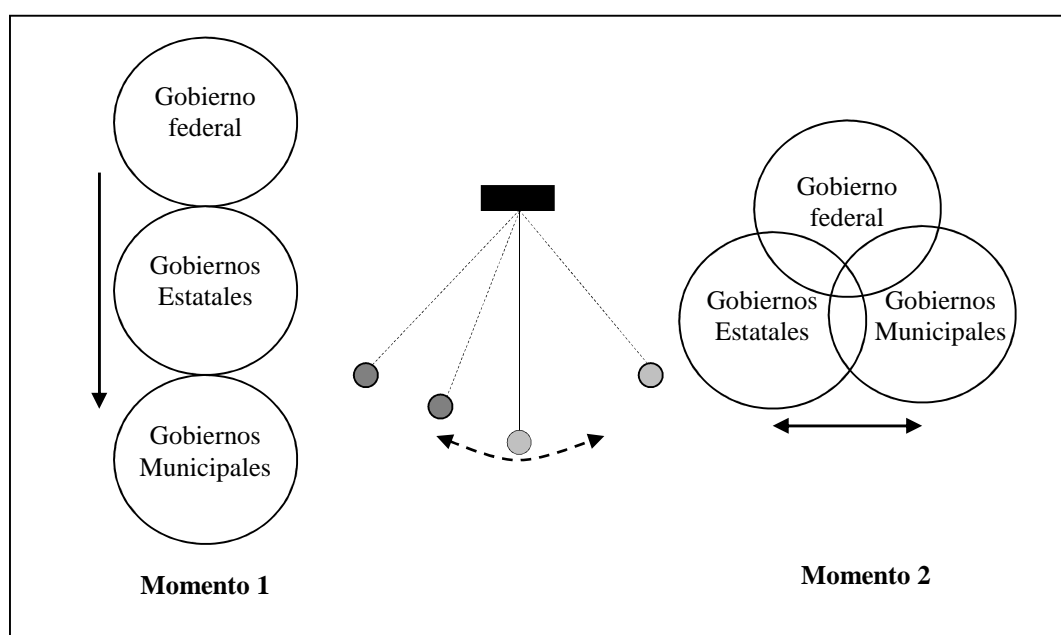 Gobierno
federal
Gobiernos
Estatales
Gobiernos
Municipales
Momento 1
Gobierno
federal
Gobiernos
Estatales
Gobiernos
Municipales
Momento 2